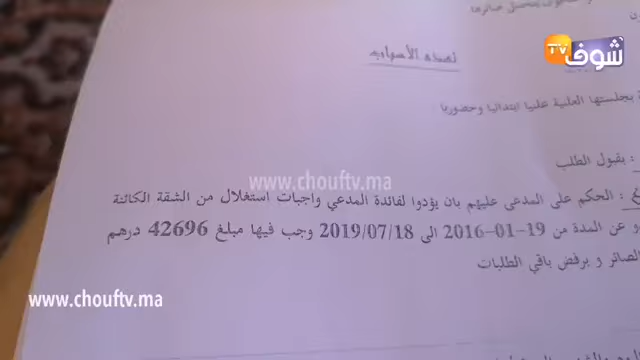 شوف TV
لهذه الأسباب
بجلستها العلنية علنيا ابتدائيا وحضوريا
: بقبول الطلب
www.chouftv.ma
: الحكم على المدعى عليهم بان يؤدوا لفائدة المدعي واجبات استغلال من الشقة الكائنة
عن المدة من 19-01-2016 الى 2019/07/18 وجب فيها مبلغ 42696 درهم
الصائر و برفض باقي الطلبات
www.chouftv.ma